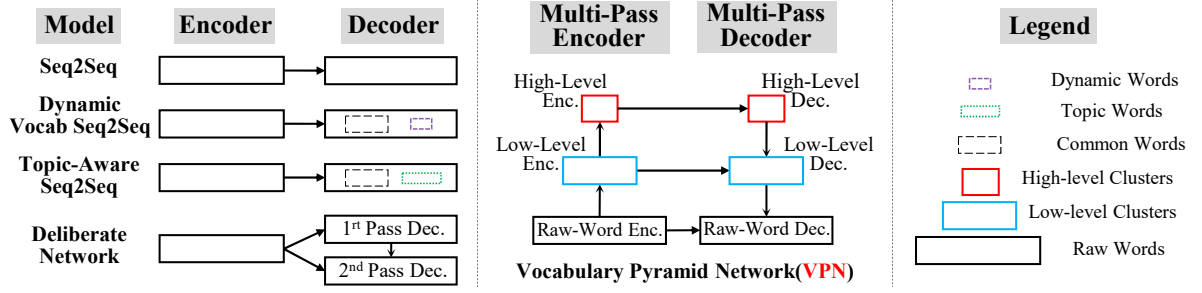 Model Encoder Decoder
Seq2Seq
Dynamic
Vocab Seq2Seq
Topic-Aware
Seq2Seq
Deliberate
Network
1rt Pass Dec.
2nd Pass Dec.
Multi-Pass
Encoder
Multi-Pass
Decoder
High-Level
Enc.
High-Level
Dec.
Low-Level
Enc.
Low-Level
Dec.
Raw-Word Enc.
Raw-Word Dec.
Vocabulary Pyramid Network(VPN)
Legend
Dynamic Words
Topic Words
Common Words
High-level Clusters
Low-level Clusters
Raw Words